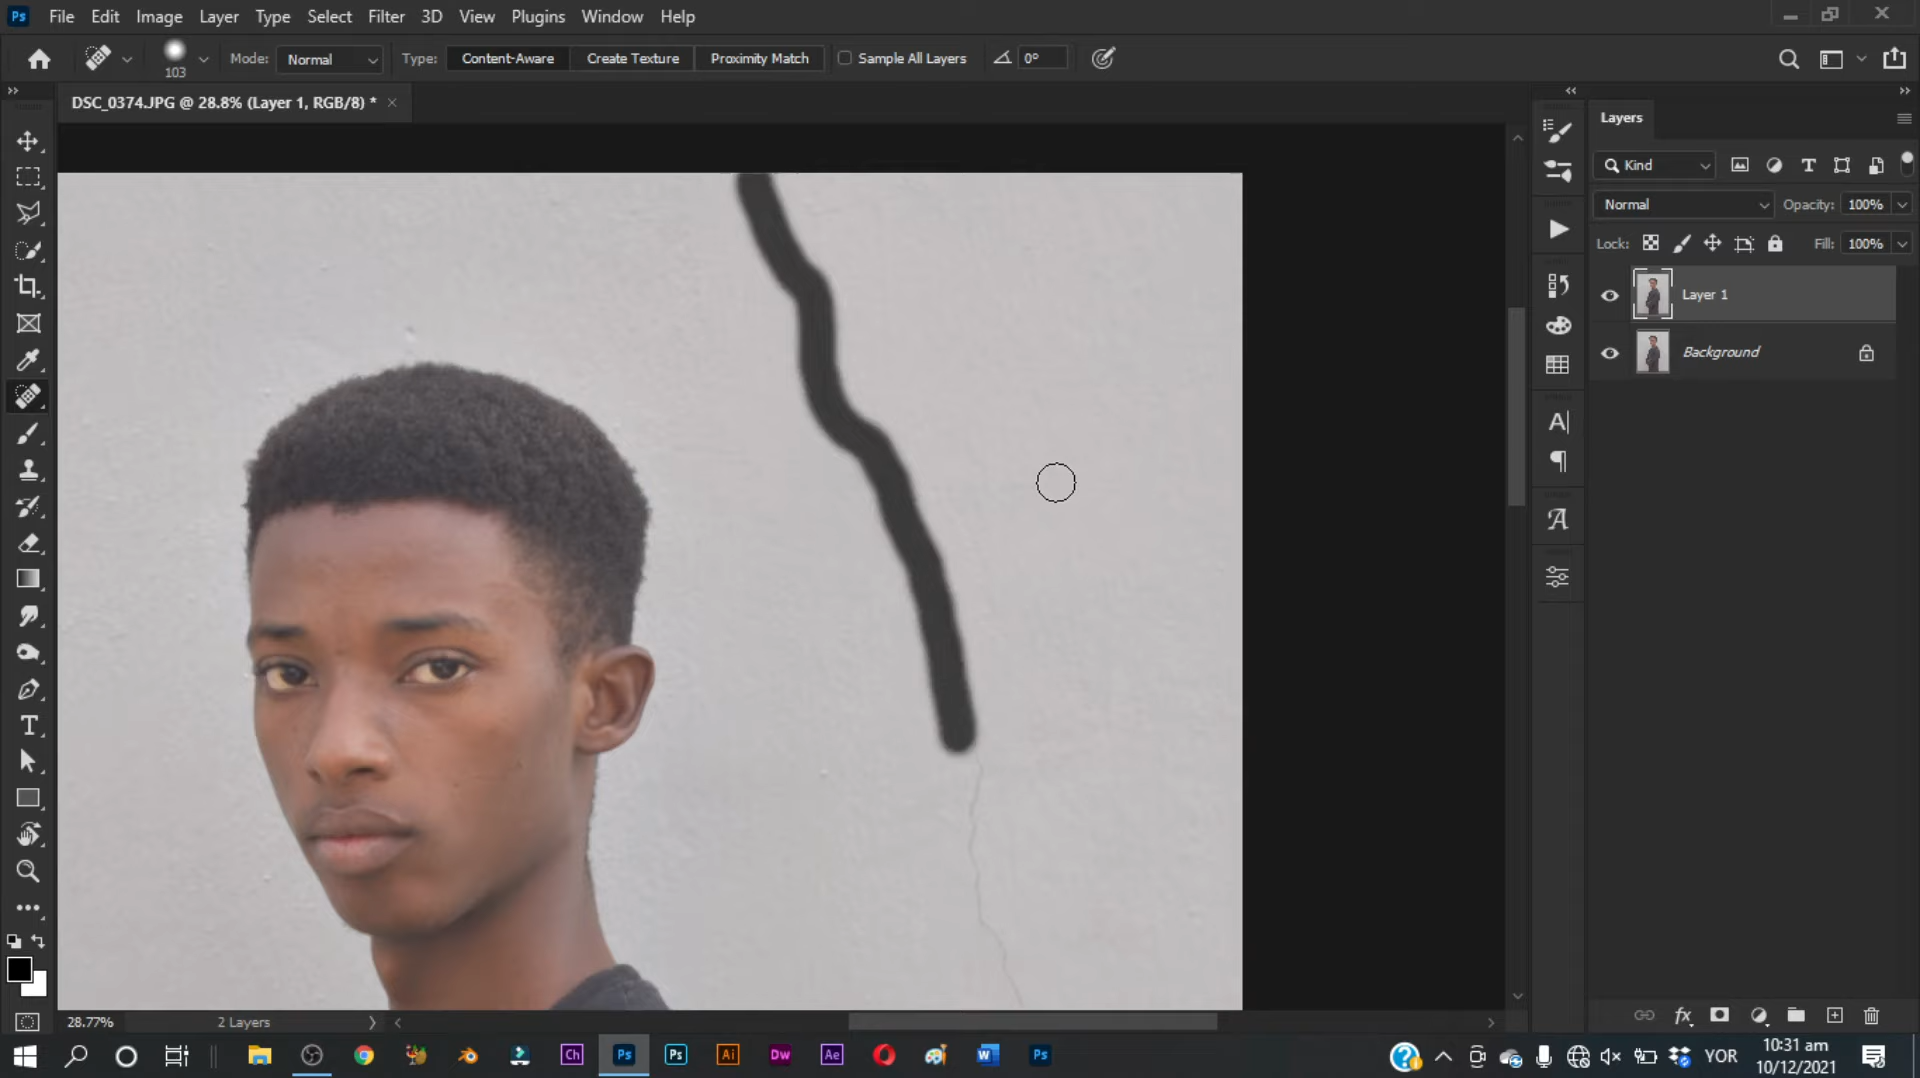 Ps File Edit Image Layer Type Select Filter 3D View Plugins Window Help
103 Mode: Normal Type: Content-Aware Create Texture Proximity Match Sample All Layers 0°
DSC_0374.JPG @ 28.8% (Layer 1, RGB/8) *
Layers
Kind
Normal Opacity: 100%
Lock: Fill: 100%
Layer 1
Background
28.77% 2 Layers
Ch Ps Ps Ai Dw Ae W Ps
YOR 10:31 am
10/12/2021